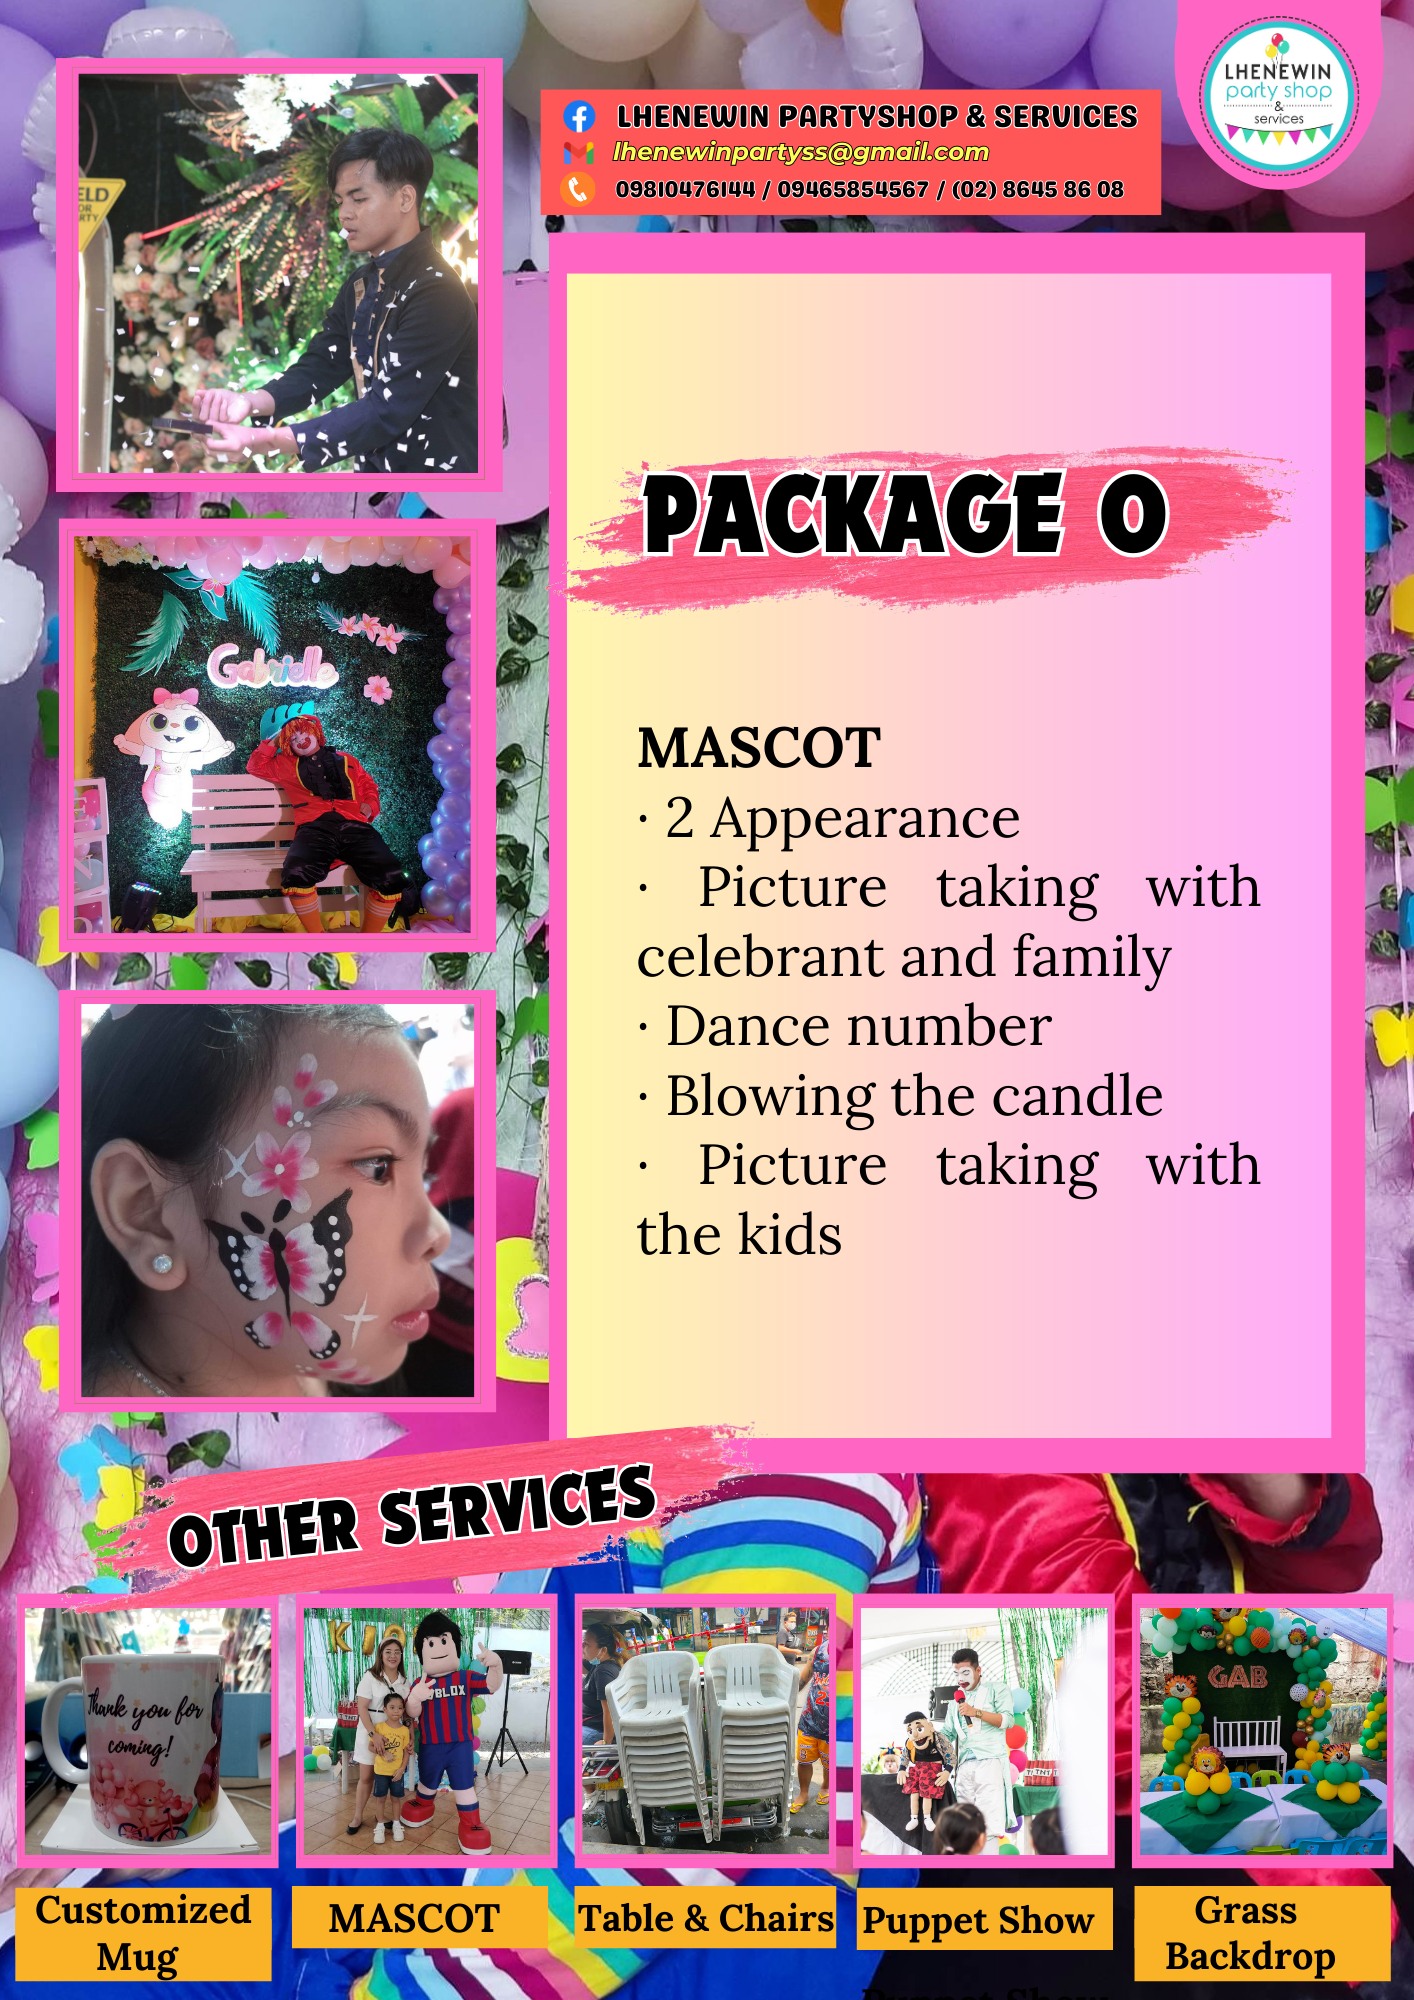 LHENEWIN
party shop
&
services
LHENEWIN PARTYSHOP & SERVICES
lhenewinpartyss@gmail.com
09810476144 / 09465854567 / (02) 8645 86 08
PACKAGE O
MASCOT
· 2 Appearance
· Picture taking with
celebrant and family
· Dance number
· Blowing the candle
· Picture taking with
the kids
Gabrielle
OTHER SERVICES
Thank you for
coming!
GAB
Customized
Mug
MASCOT
Table & Chairs
Puppet Show
Grass
Backdrop
Puppet Show